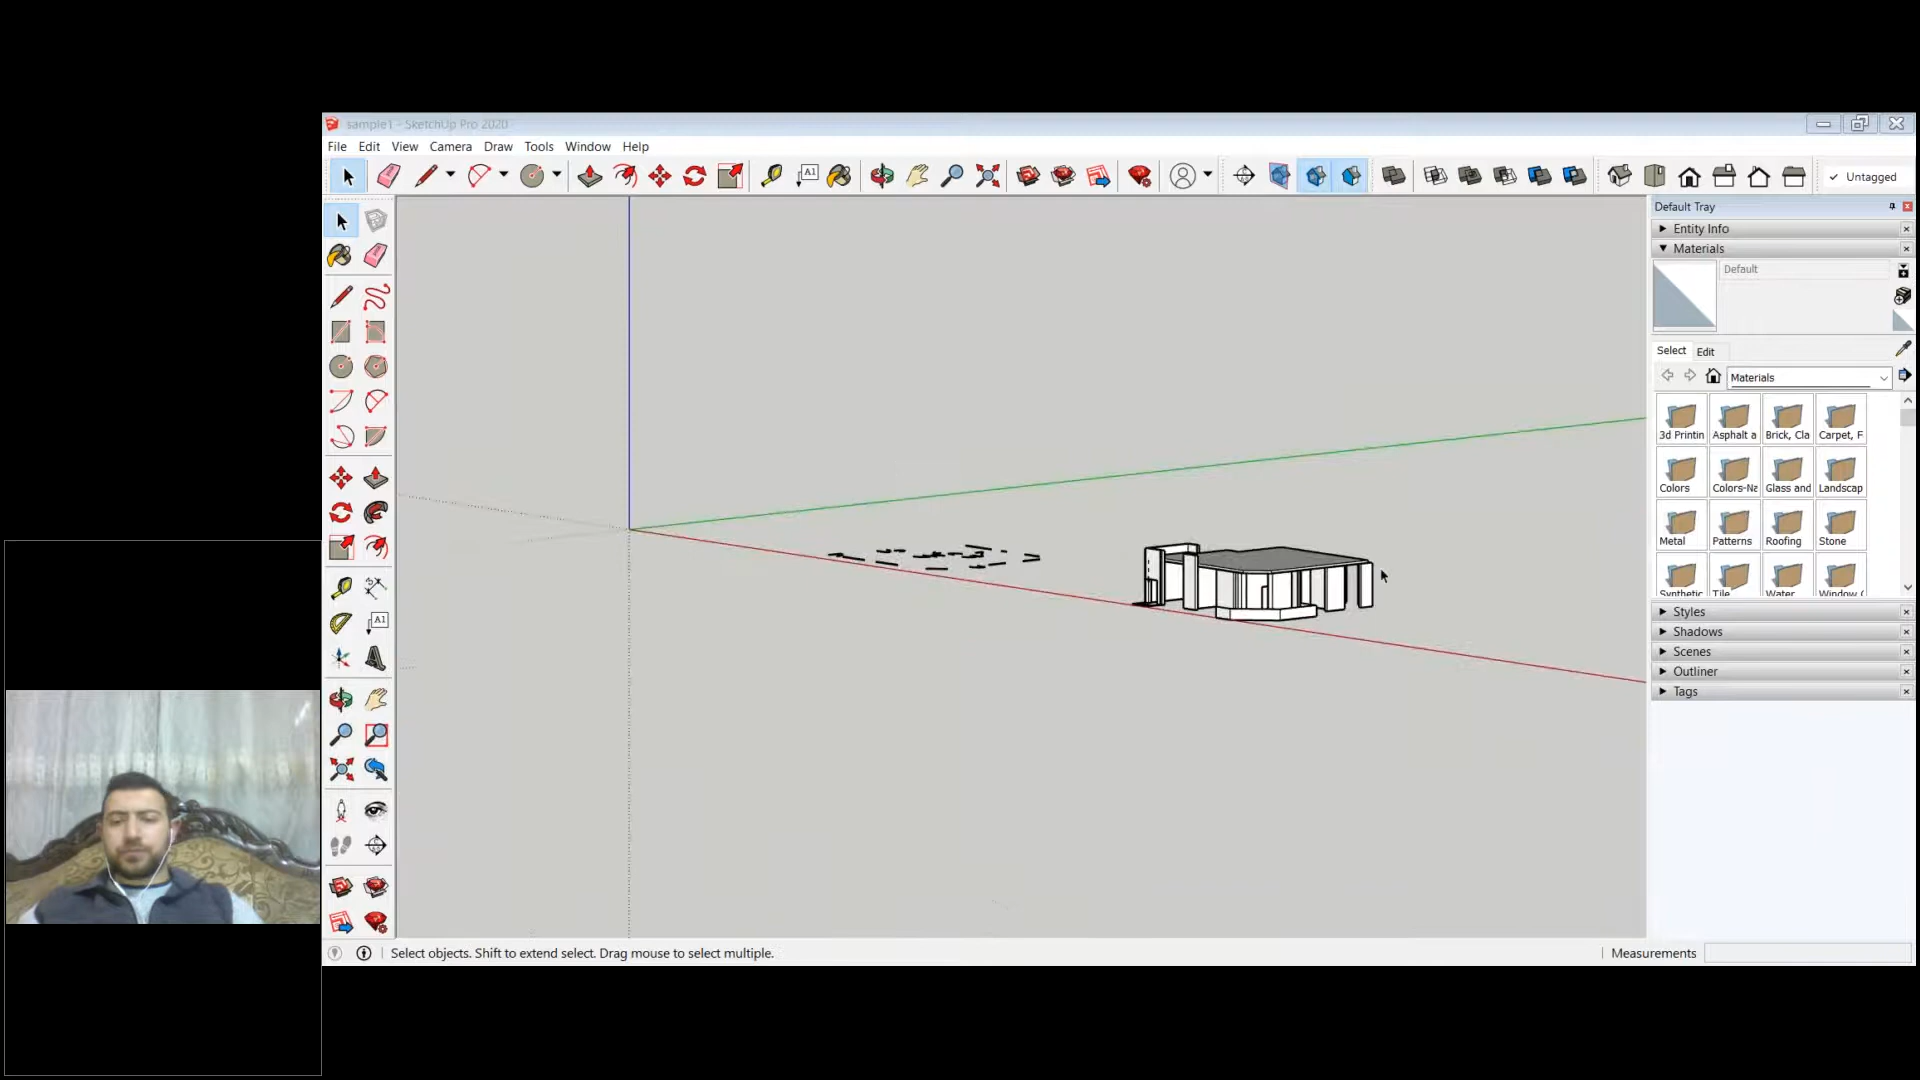 sample1 - SketchUp Pro 2020
File Edit View Camera Draw Tools Window Help
A1
Untagged
Default Tray
Entity Info
Materials
Default
Select Edit
Materials
3d Printin Asphalt a Brick, Cla Carpet, F
Colors Colors-Na Glass and Landscap
Metal Patterns Roofing Stone
Synthetic Tile Water Window (
Styles
Shadows
Scenes
Outliner
Tags
A1
Select objects. Shift to extend select. Drag mouse to select multiple.
Measurements